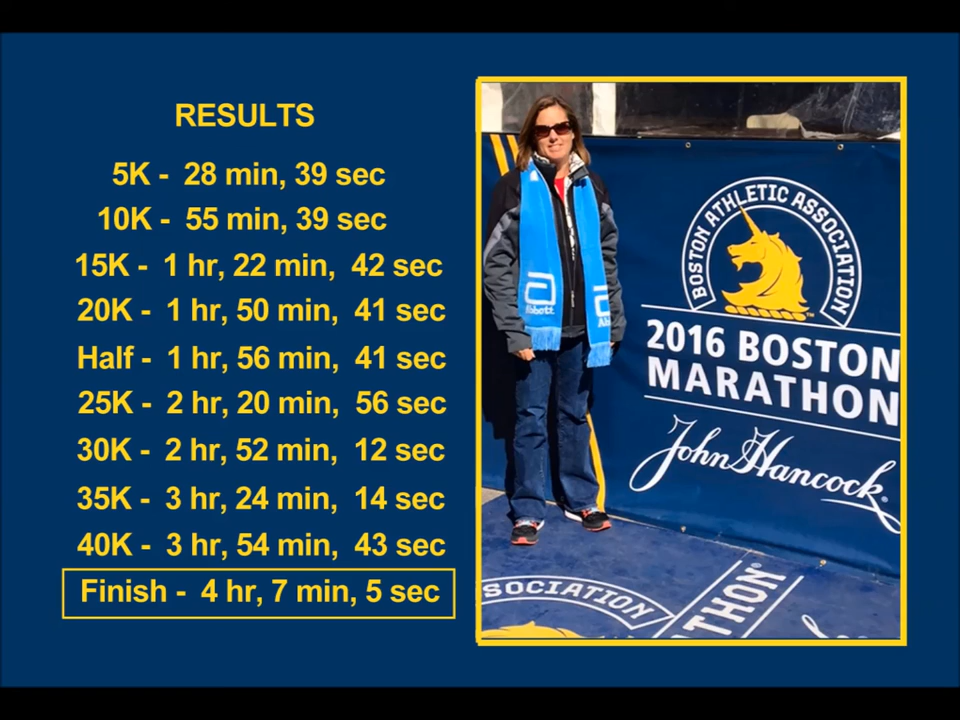 RESULTS
5K - 28 min, 39 sec
10K - 55 min, 39 sec
15K - 1 hr, 22 min, 42 sec
20K - 1 hr, 50 min, 41 sec
Half - 1 hr, 56 min, 41 sec
25K - 2 hr, 20 min, 56 sec
30K - 2 hr, 52 min, 12 sec
35K - 3 hr, 24 min, 14 sec
40K - 3 hr, 54 min, 43 sec
Finish - 4 hr, 7 min, 5 sec
BOSTON ATHLETIC ASSOCIATION
2016 BOSTON
MARATHON
John Hancock
Abbott
Ab
SOCIATION
THON